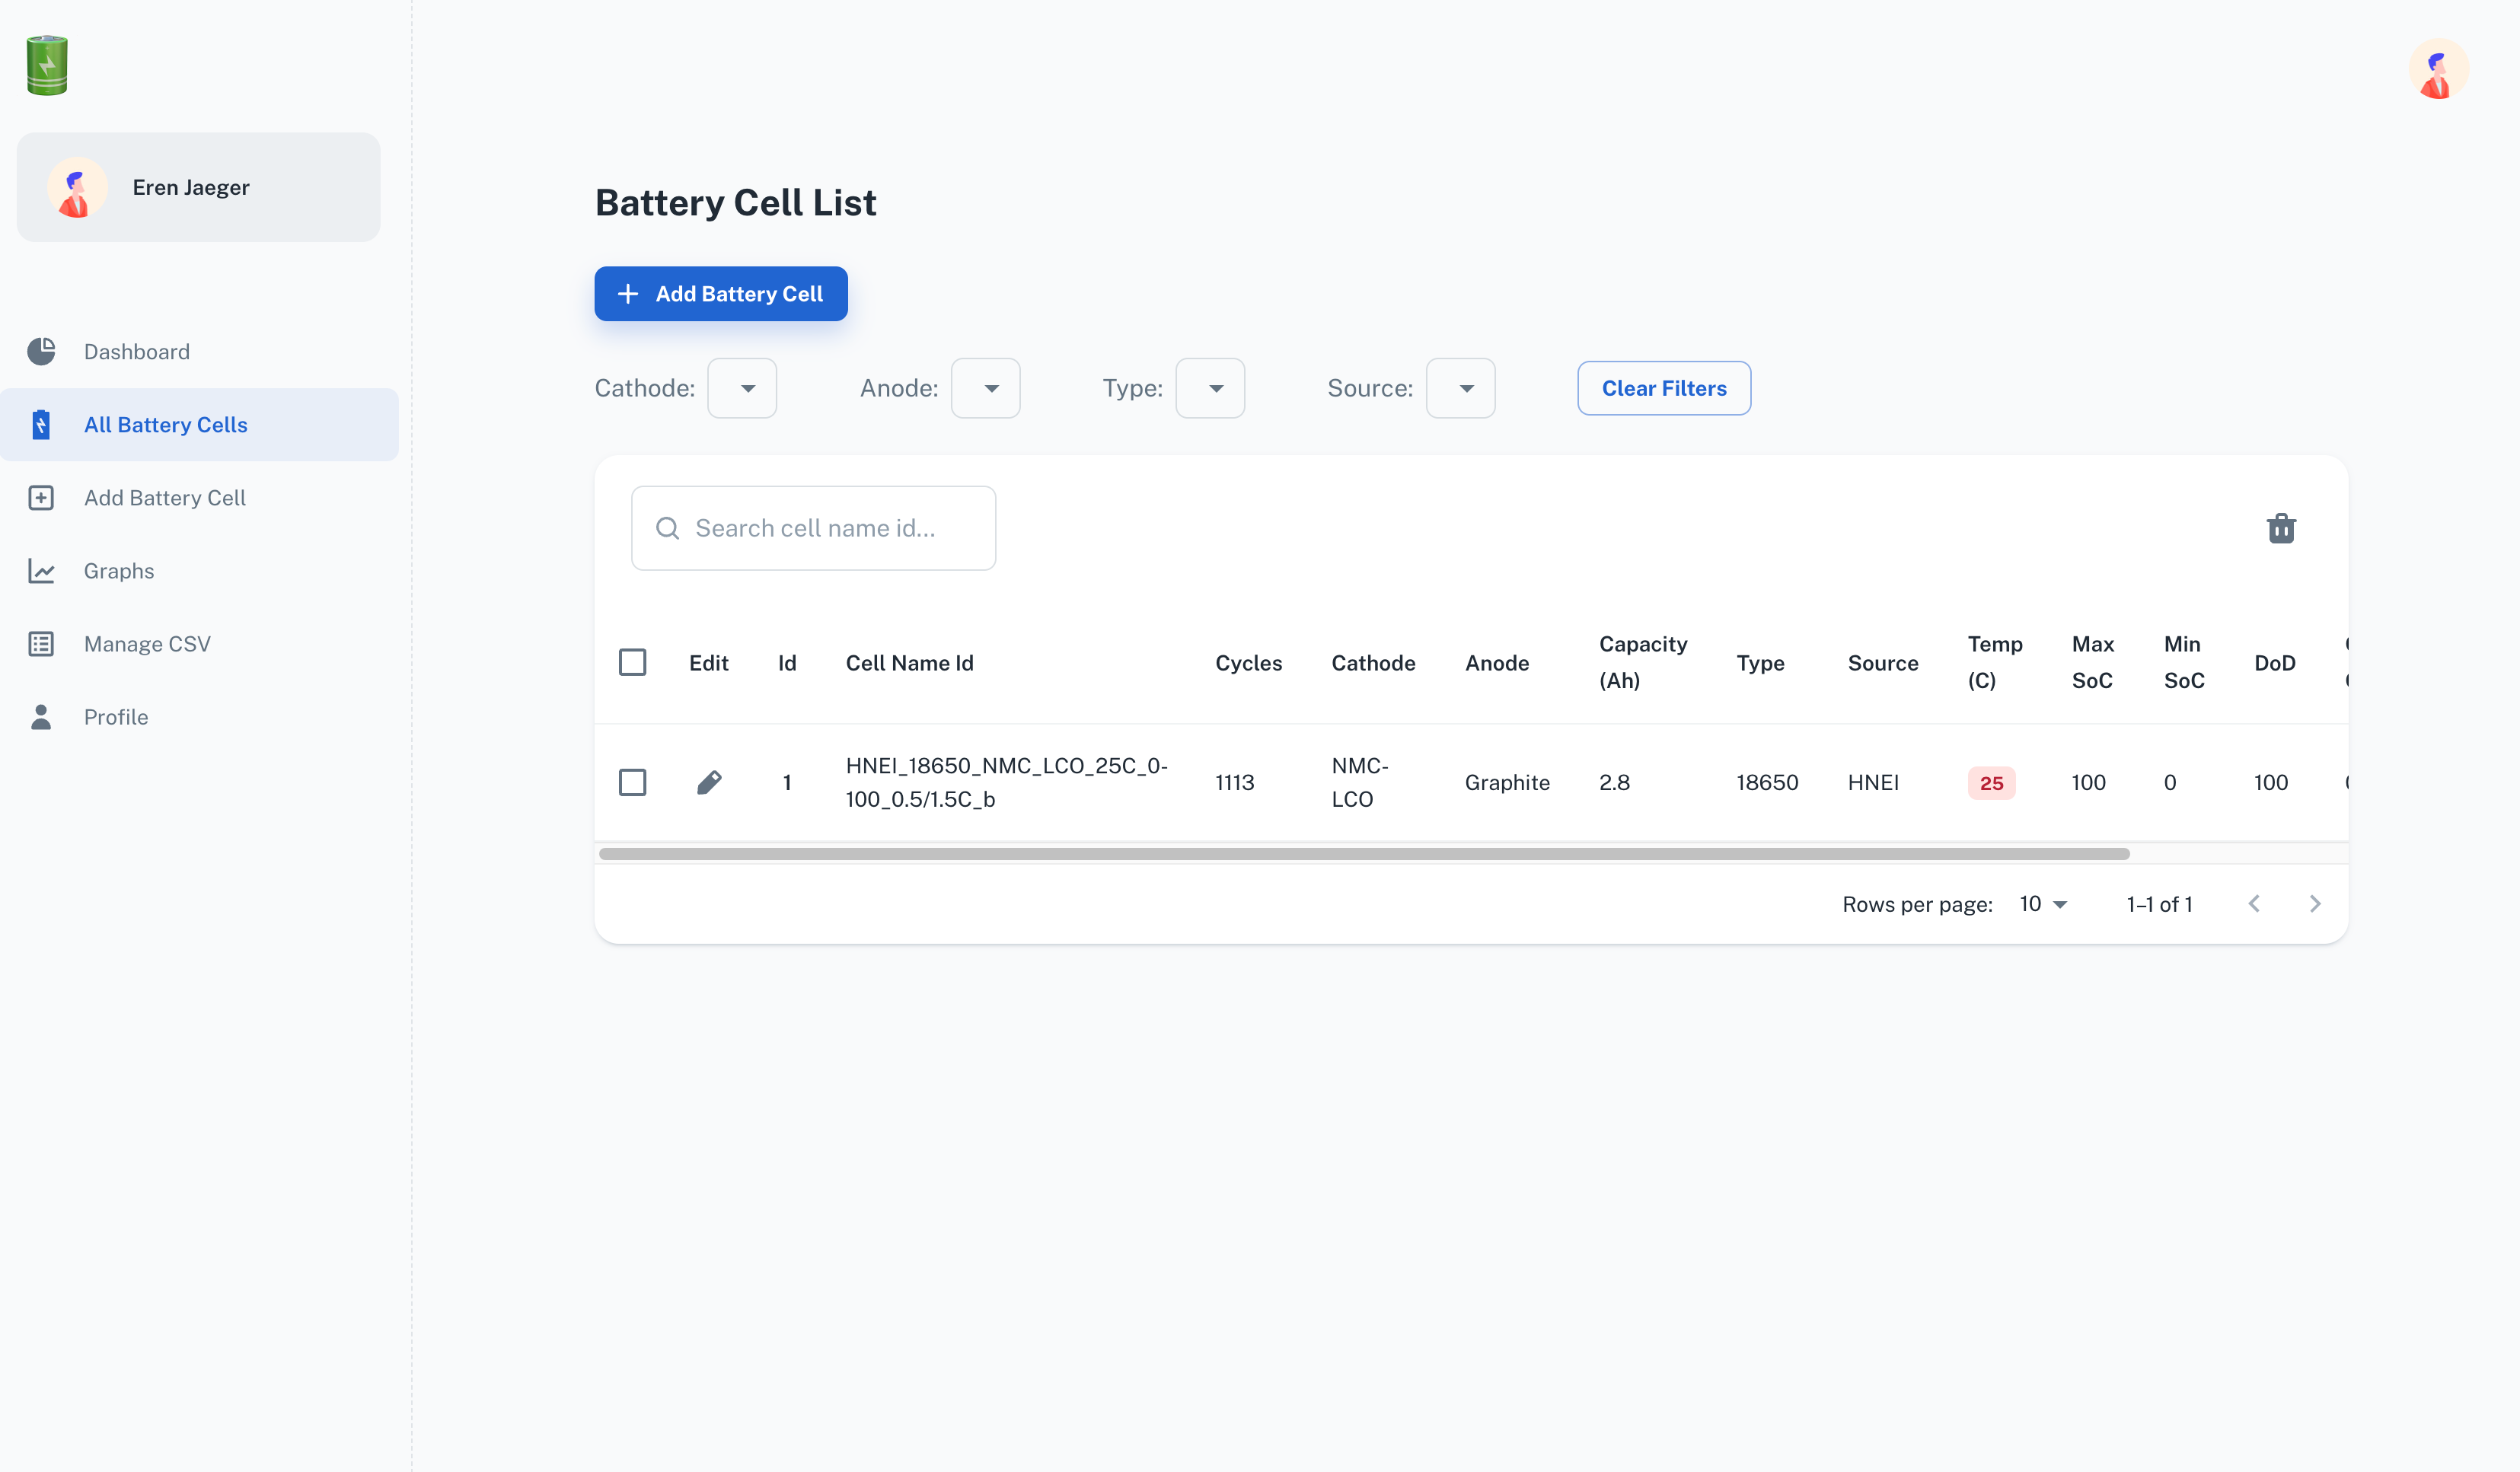 Eren Jaeger
Dashboard
All Battery Cells
Add Battery Cell
Graphs
Manage CSV
Profile
Battery Cell List
Add Battery Cell
Cathode: Anode: Type: Source: Clear Filters
Search cell name id...
Edit Id Cell Name Id Cycles Cathode Anode Capacity (Ah) Type Source Temp (C) Max SoC Min SoC DoD
1 HNEI_18650_NMC_LCO_25C_0-100_0.5/1.5C_b 1113 NMC-LCO Graphite 2.8 18650 HNEI 25 100 0 100
Rows per page: 10 1–1 of 1